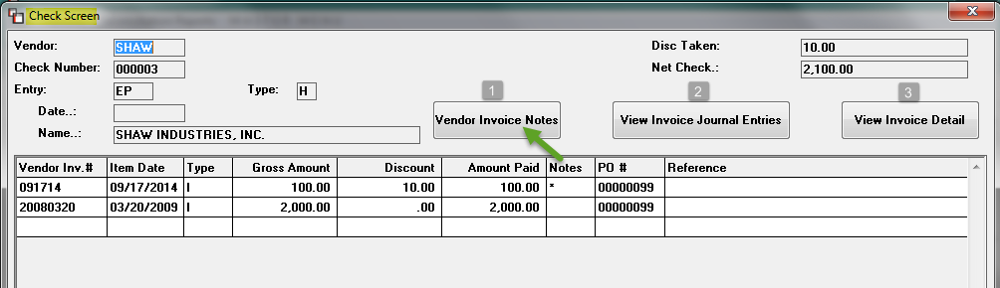 Check Screen
Vendor: SHAW Disc Taken: 10.00
Check Number: 000003 Net Check.: 2,100.00
Entry: EP Type: H
1 2 3
Date..:
Vendor Invoice Notes View Invoice Journal Entries View Invoice Detail
Name..: SHAW INDUSTRIES, INC.
Vendor Inv.# Item Date Type Gross Amount Discount Amount Paid Notes PO # Reference
091714 09/17/2014 I 100.00 10.00 100.00 * 00000099
20080320 03/20/2009 I 2,000.00 .00 2,000.00 00000099